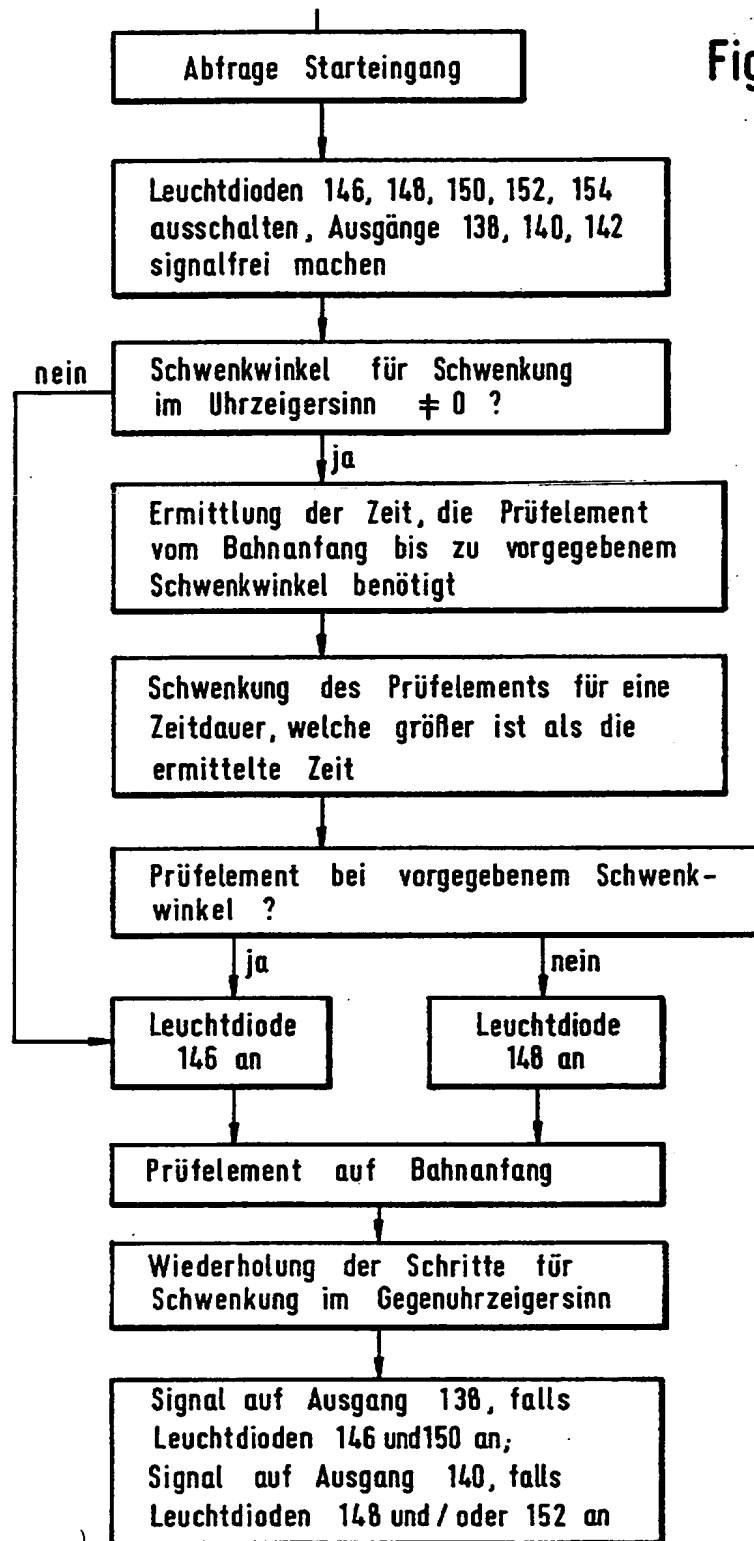 Abfrage Starteingang
Fig
Leuchtdioden 146, 148, 150, 152, 154
ausschalten, Ausgänge 138, 140, 142
signalfrei machen
nein
Schwenkwinkel für Schwenkung
im Uhrzeigersinn ≠ 0 ?
ja
Ermittlung der Zeit, die Prüfelement
vom Bahnanfang bis zu vorgegebenem
Schwenkwinkel benötigt
Schwenkung des Prüfelements für eine
Zeitdauer, welche größer ist als die
ermittelte Zeit
Prüfelement bei vorgegebenem Schwenk-
winkel ?
ja
nein
Leuchtdiode
146 an
Leuchtdiode
148 an
Prüfelement auf Bahnanfang
Wiederholung der Schritte für
Schwenkung im Gegenuhrzeigersinn
Signal auf Ausgang 138, falls
Leuchtdioden 146 und 150 an;
Signal auf Ausgang 140, falls
Leuchtdioden 148 und / oder 152 an